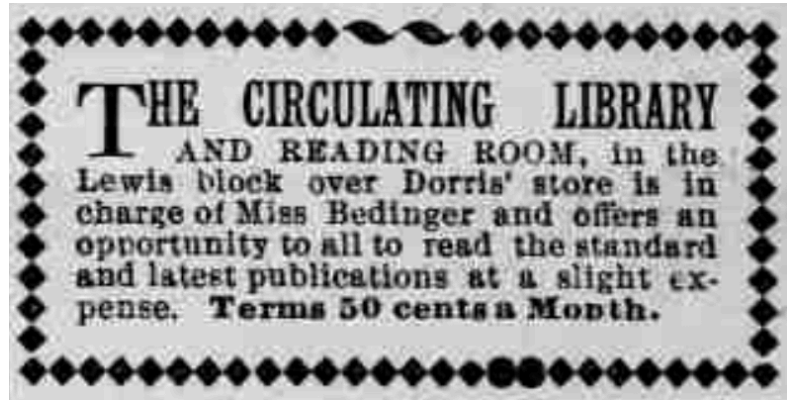 THE CIRCULATING LIBRARY
AND READING ROOM, in the
Lewis block over Dorris' store is in
charge of Miss Bedinger and offers an
opportunity to all to read the standard
and latest publications at a slight ex-
pense. Terms 50 cents a Month.